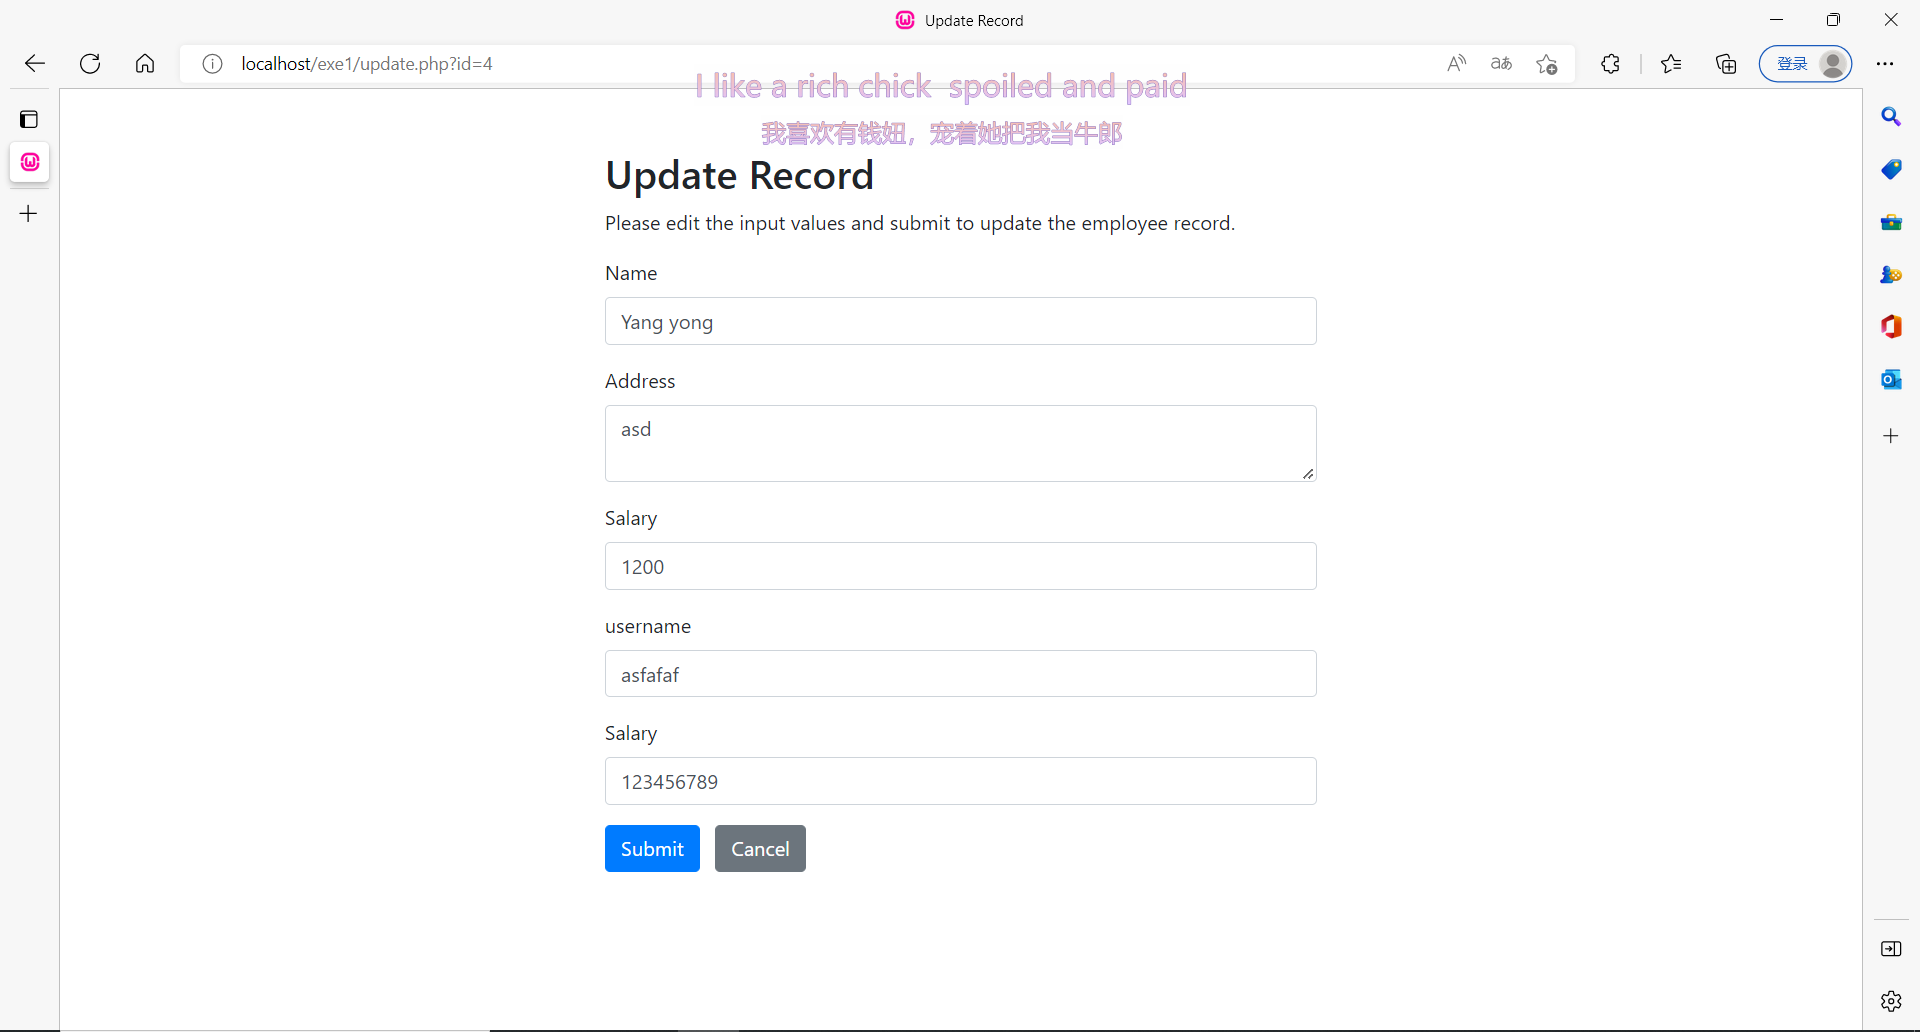 Update Record
localhost/exe1/update.php?id=4
登录
I like a rich chick  spoiled and paid
我喜欢有钱妞，宠着她把我当牛郎
Update Record
Please edit the input values and submit to update the employee record.
Name
Yang yong
Address
asd
Salary
1200
username
asfafaf
Salary
123456789
Submit Cancel